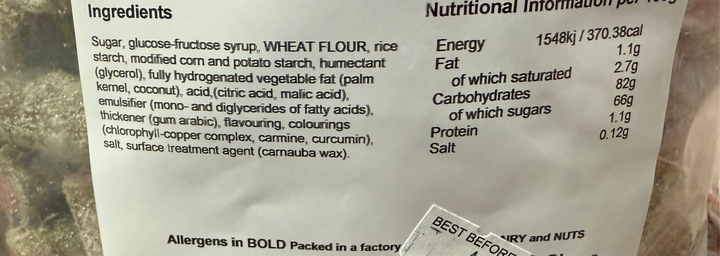 Ingredients
Sugar, glucose-fructose syrup, WHEAT FLOUR, rice
starch, modified corn and potato starch, humectant
(glycerol), fully hydrogenated vegetable fat (palm
kernel, coconut), acid,(citric acid, malic acid),
emulsifier (mono- and diglycerides of fatty acids),
thickener (gum arabic), flavouring, colourings
(chlorophyll-copper complex, carmine, curcumin),
salt, surface treatment agent (carnauba wax).
Nutritional Information per
Energy 1548kj / 370.38cal
Fat 1.1g
of which saturated 2.7g
Carbohydrates 82g
of which sugars 66g
Protein 1.1g
Salt 0.12g
Allergens in BOLD Packed in a factory
BEST BEFORE
and NUTS